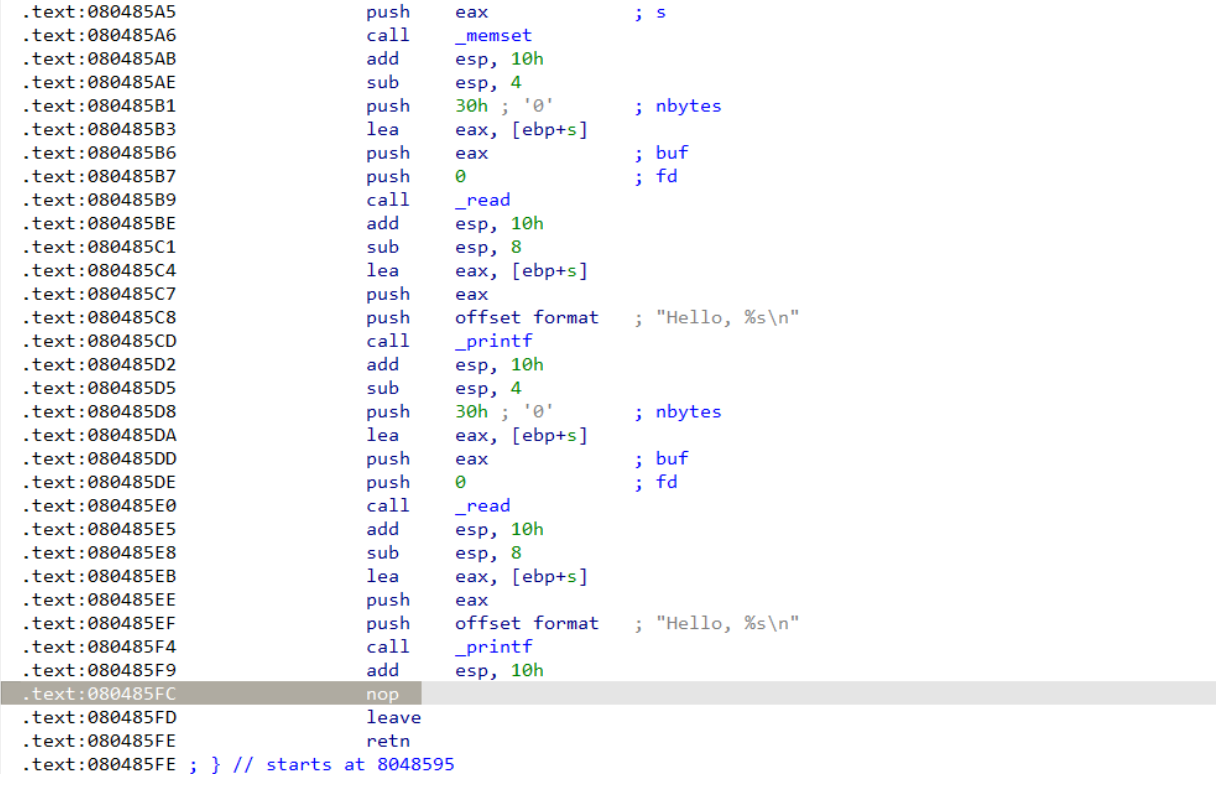 .text:080485A5 push eax ; s
.text:080485A6 call _memset
.text:080485AB add esp, 10h
.text:080485AE sub esp, 4
.text:080485B1 push 30h ; '0' ; nbytes
.text:080485B3 lea eax, [ebp+s]
.text:080485B6 push eax ; buf
.text:080485B7 push 0 ; fd
.text:080485B9 call _read
.text:080485BE add esp, 10h
.text:080485C1 sub esp, 8
.text:080485C4 lea eax, [ebp+s]
.text:080485C7 push eax
.text:080485C8 push offset format ; "Hello, %s\n"
.text:080485CD call _printf
.text:080485D2 add esp, 10h
.text:080485D5 sub esp, 4
.text:080485D8 push 30h ; '0' ; nbytes
.text:080485DA lea eax, [ebp+s]
.text:080485DD push eax ; buf
.text:080485DE push 0 ; fd
.text:080485E0 call _read
.text:080485E5 add esp, 10h
.text:080485E8 sub esp, 8
.text:080485EB lea eax, [ebp+s]
.text:080485EE push eax
.text:080485EF push offset format ; "Hello, %s\n"
.text:080485F4 call _printf
.text:080485F9 add esp, 10h
.text:080485FC nop
.text:080485FD leave
.text:080485FE retn
.text:080485FE ; } // starts at 8048595